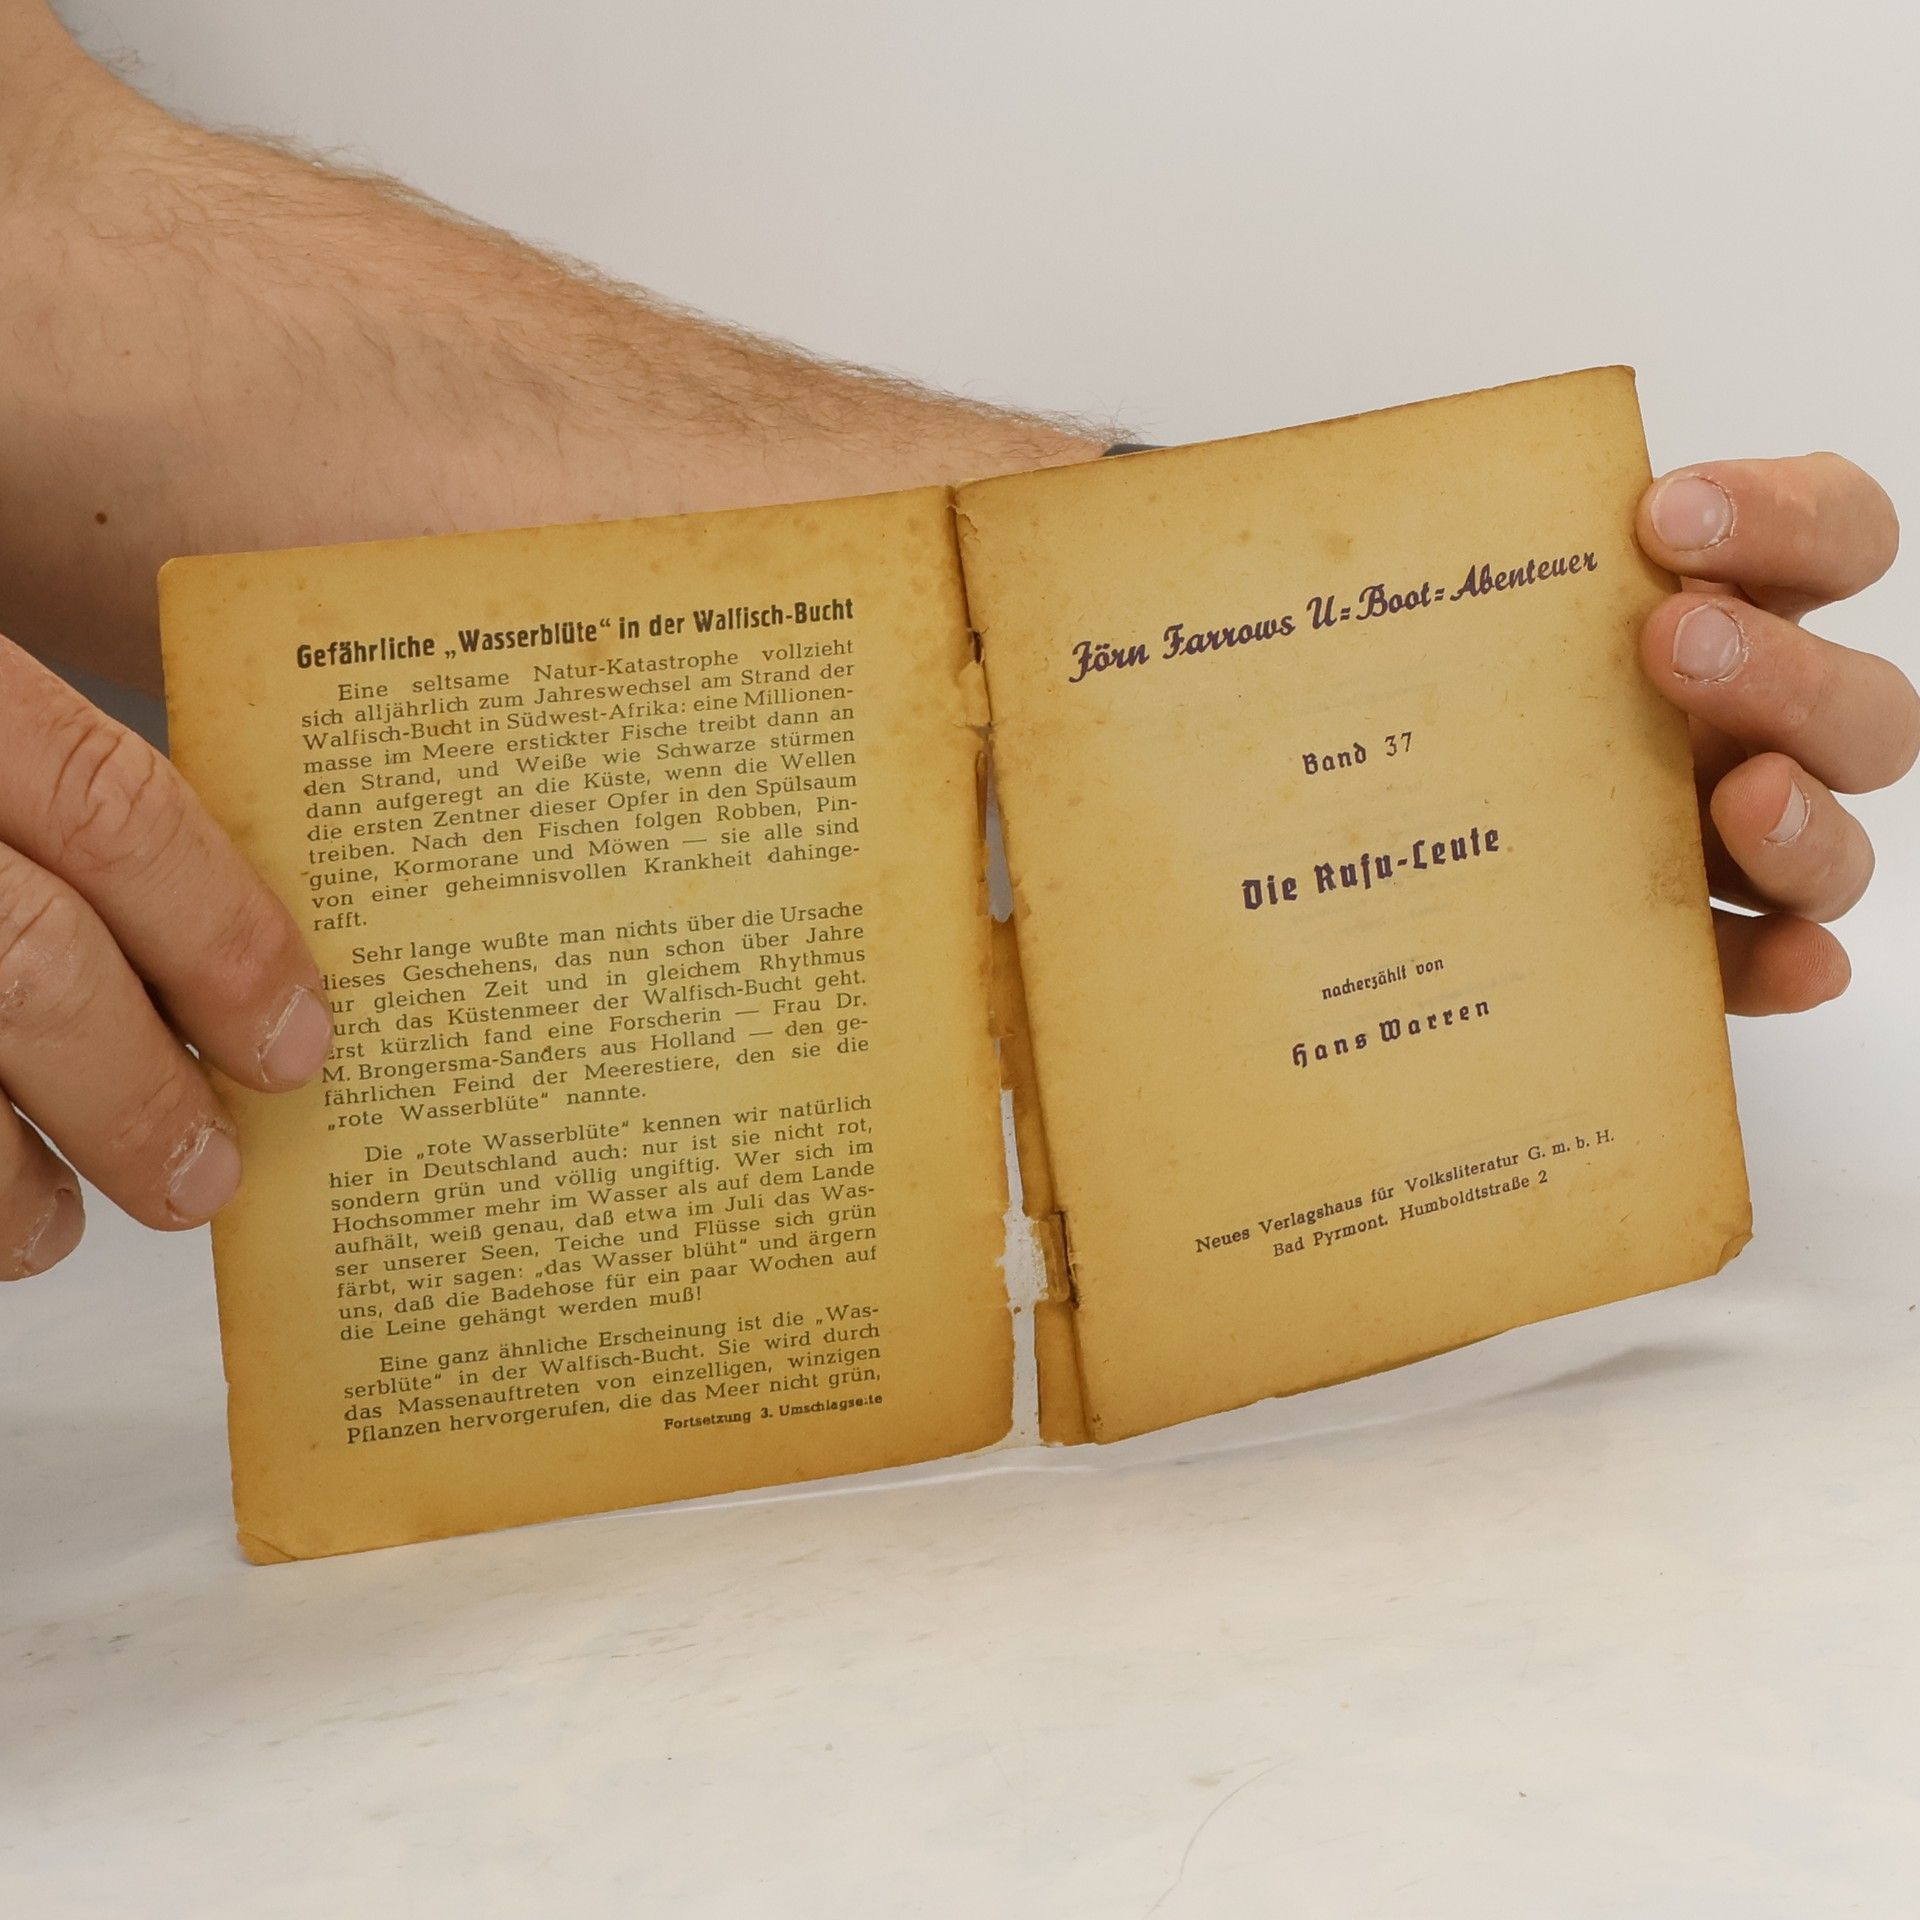 Gefährliche „Wasserblüte“ in der Walfisch-Bucht
Eine seltsame Natur-Katastrophe vollzieht
sich alljährlich zum Jahreswechsel am Strand der
Walfisch-Bucht in Südwest-Afrika: eine Millionen-
masse im Meere erstickter Fische treibt dann an
den Strand, und Weiße wie Schwarze stürmen
dann aufgeregt an die Küste, wenn die Wellen
die ersten Zentner dieser Opfer in den Spülsaum
treiben. Nach den Fischen folgen Robben, Pin-
guine, Kormorane und Möwen — sie alle sind
von einer geheimnisvollen Krankheit dahinge-
rafft.
Sehr lange wußte man nichts über die Ursache
dieses Geschehens, das nun schon über Jahre
ur gleichen Zeit und in gleichem Rhythmus
urch das Küstenmeer der Walfisch-Bucht geht.
Erst kürzlich fand eine Forscherin — Frau Dr.
M. Brongersma-Sanders aus Holland — den ge-
fährlichen Feind der Meerestiere, den sie die
„rote Wasserblüte“ nannte.
Die „rote Wasserblüte“ kennen wir natürlich
hier in Deutschland auch: nur ist sie nicht rot,
sondern grün und völlig ungiftig. Wer sich im
Hochsommer mehr im Wasser als auf dem Lande
aufhält, weiß genau, daß etwa im Juli das Was-
ser unserer Seen, Teiche und Flüsse sich grün
färbt, wir sagen: „das Wasser blüht“ und ärgern
uns, daß die Badehose für ein paar Wochen auf
die Leine gehängt werden muß!
Eine ganz ähnliche Erscheinung ist die „Was-
serblüte“ in der Walfisch-Bucht. Sie wird durch
das Massenauftreten von einzelligen, winzigen
Pflanzen hervorgerufen, die das Meer nicht grün,
Fortsetzung 3. Umschlagseite
Jörn Farrows U=Boot=Abenteuer
Band 37
Die Rufu-Leute
nacherzählt von
Hans Warren
Neues Verlagshaus für Volksliteratur G. m. b. H.
Bad Pyrmont, Humboldtstraße 2